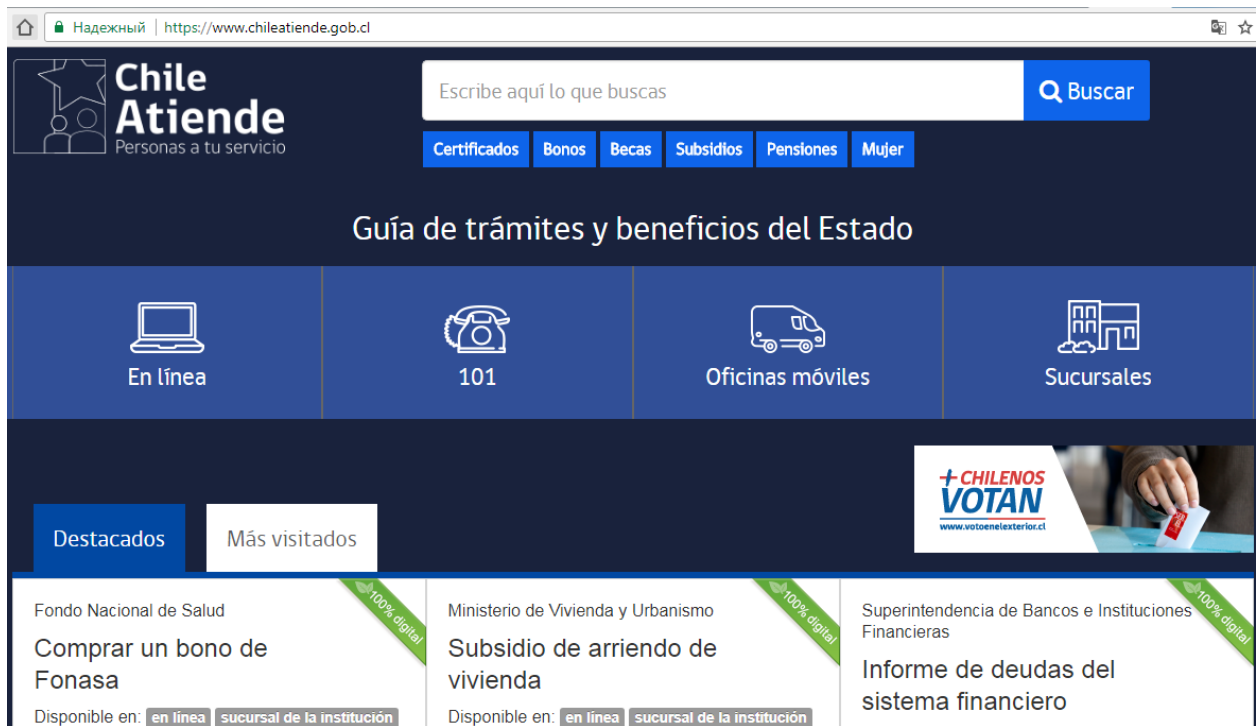 Надежный | https://www.chileatiende.gob.cl
Chile
Atiende
Personas a tu servicio
Escribe aquí lo que buscas
Buscar
Certificados Bonos Becas Subsidios Pensiones Mujer
Guía de trámites y beneficios del Estado
En línea
101
Oficinas móviles
Sucursales
+CHILENOS
VOTAN
www.votoenelexterior.cl
Destacados
Más visitados
100% digital
Fondo Nacional de Salud
Comprar un bono de
Fonasa
Disponible en: en línea sucursal de la institución
100% digital
Ministerio de Vivienda y Urbanismo
Subsidio de arriendo de
vivienda
Disponible en: en línea sucursal de la institución
100% digital
Superintendencia de Bancos e Instituciones
Financieras
Informe de deudas del
sistema financiero